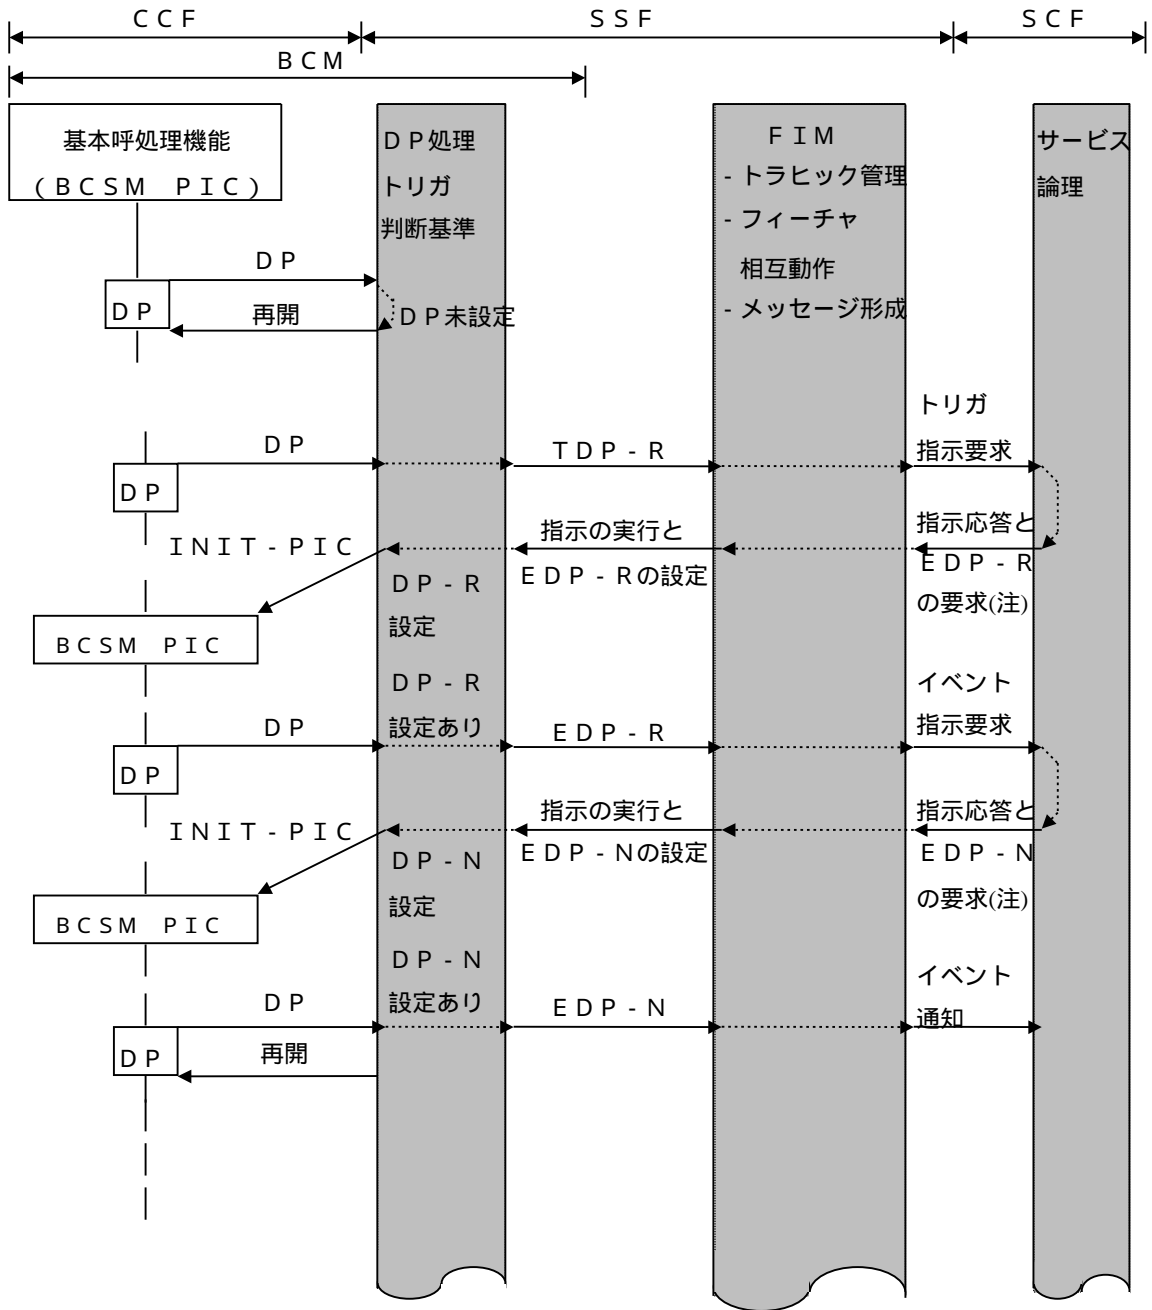 ＣＣＦ
ＳＳＦ
ＳＣＦ
ＢＣＭ
基本呼処理機能
（ＢＣＳＭ　ＰＩＣ）
ＤＰ処理
トリガ
判断基準
ＦＩＭ
- トラヒック管理
- フィーチャ
相互動作
- メッセージ形成
サービス
論理
ＤＰ
ＤＰ
再開
ＤＰ未設定
ＤＰ
ＤＰ
ＴＤＰ - Ｒ
トリガ
指示要求
ＩＮＩＴ - ＰＩＣ
指示の実行と
ＥＤＰ - Ｒの設定
指示応答と
ＥＤＰ - Ｒ
の要求(注)
ＤＰ - Ｒ
設定
ＢＣＳＭ　ＰＩＣ
ＤＰ - Ｒ
設定あり
ＤＰ
ＤＰ
ＥＤＰ - Ｒ
イベント
指示要求
ＩＮＩＴ - ＰＩＣ
指示の実行と
ＥＤＰ - Ｎの設定
指示応答と
ＥＤＰ - Ｎ
の要求(注)
ＤＰ - Ｎ
設定
ＢＣＳＭ　ＰＩＣ
ＤＰ - Ｎ
設定あり
ＤＰ
ＤＰ
再開
ＥＤＰ - Ｎ
イベント
通知